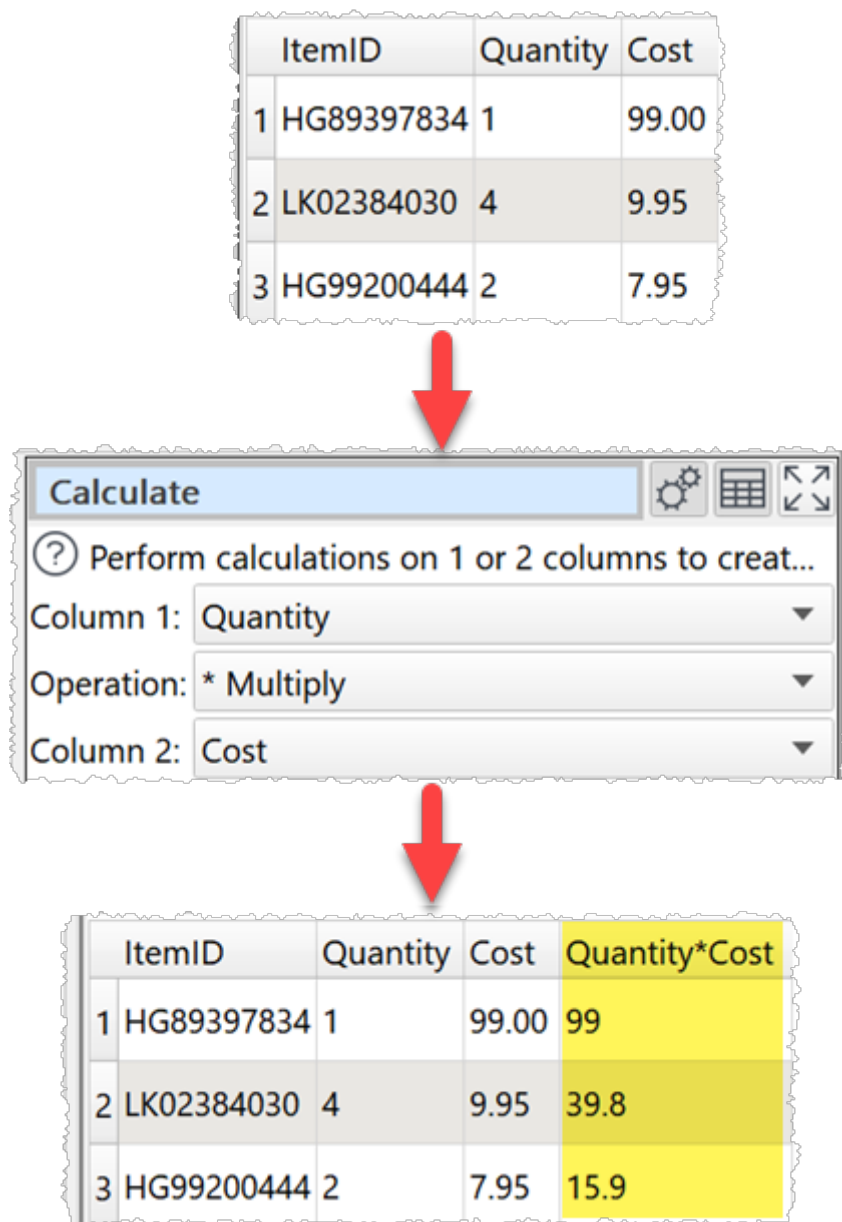 ItemID Quantity Cost
1 HG89397834 1 99.00
2 LK02384030 4 9.95
3 HG99200444 2 7.95
Calculate
? Perform calculations on 1 or 2 columns to creat...
Column 1: Quantity
Operation: * Multiply
Column 2: Cost
ItemID Quantity Cost Quantity*Cost
1 HG89397834 1 99.00 99
2 LK02384030 4 9.95 39.8
3 HG99200444 2 7.95 15.9